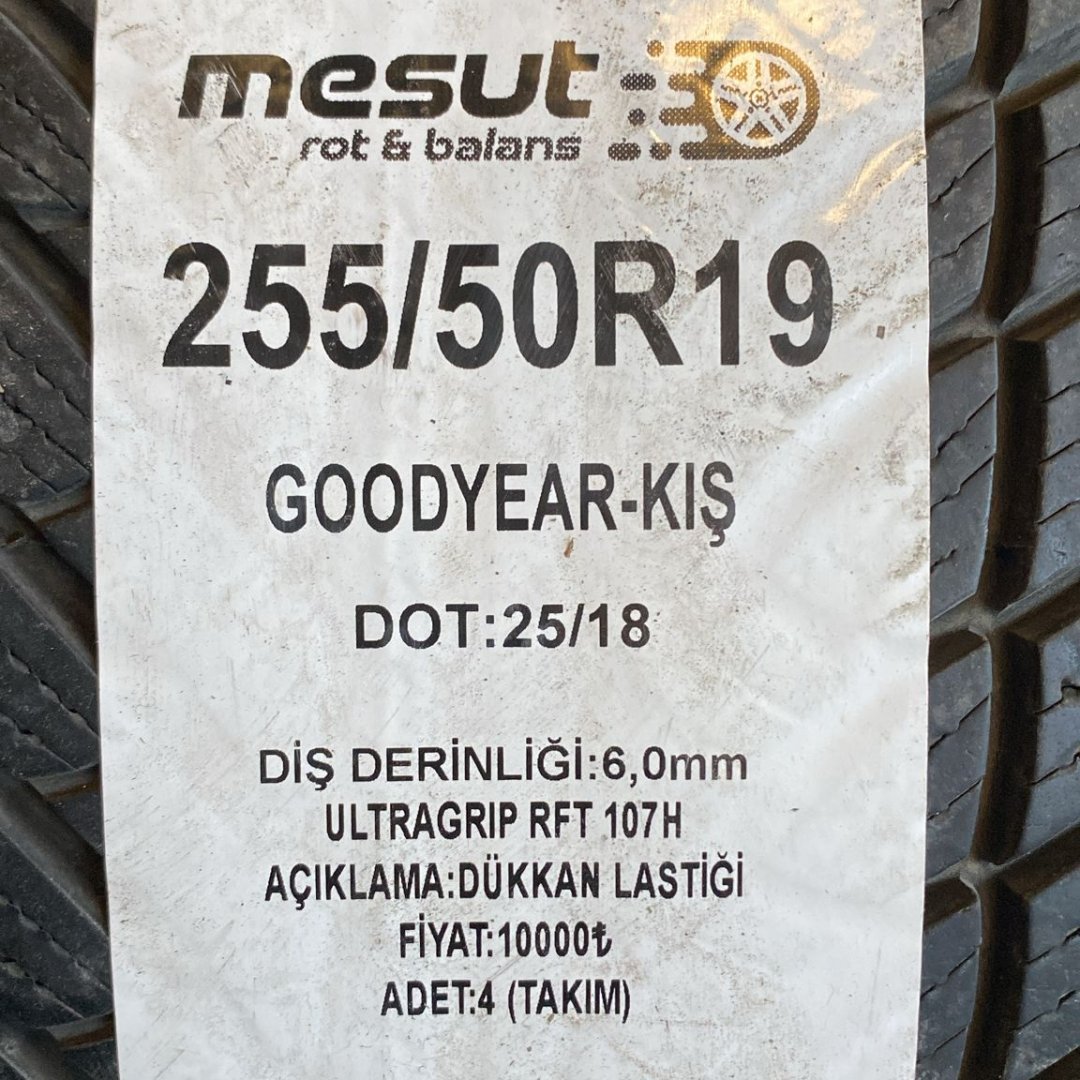 mesut
rot & balans
255/50R19
GOODYEAR-KIŞ
DOT:25/18
DİŞ DERİNLİĞİ:6,0mm
ULTRAGRIP RFT 107H
AÇIKLAMA:DÜKKAN LASTİĞİ
FİYAT:10000₺
ADET:4 (TAKIM)